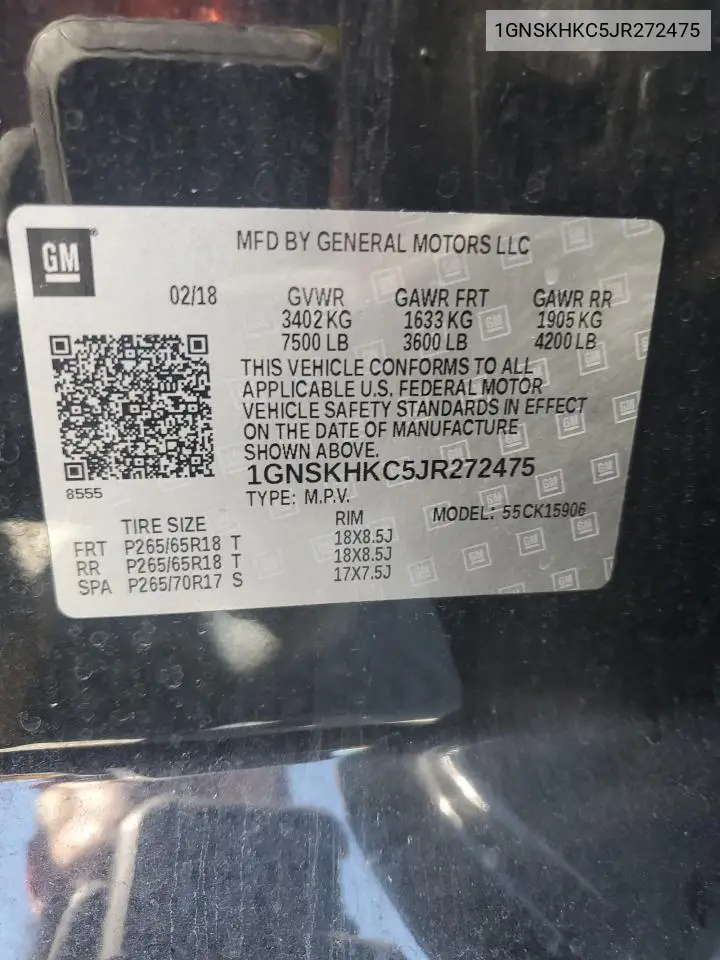 1GNSKHKC5JR272475
GM
MFD BY GENERAL MOTORS LLC
02/18 GVWR GAWR FRT GAWR RR
3402 KG 1633 KG 1905 KG
7500 LB 3600 LB 4200 LB
THIS VEHICLE CONFORMS TO ALL
APPLICABLE U.S. FEDERAL MOTOR
VEHICLE SAFETY STANDARDS IN EFFECT
ON THE DATE OF MANUFACTURE
SHOWN ABOVE.
8555
1GNSKHKC5JR272475
TYPE: M.P.V. MODEL: 55CK15906
TIRE SIZE RIM
FRT P265/65R18 T 18X8.5J
RR P265/65R18 T 18X8.5J
SPA P265/70R17 S 17X7.5J